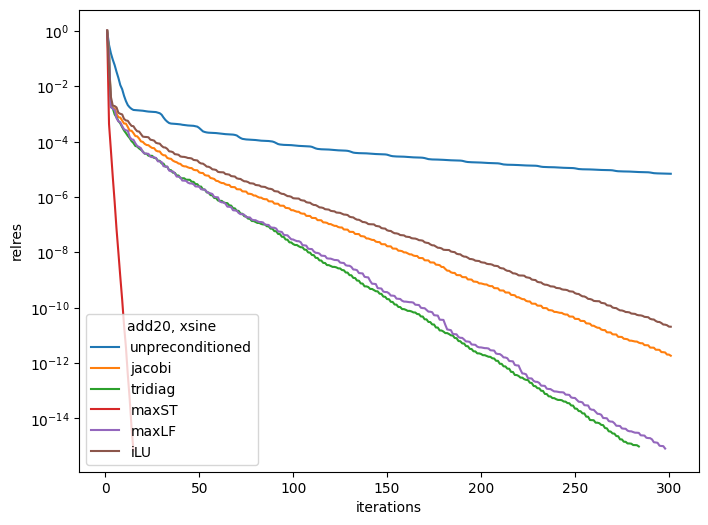 10^0
10^-2
10^-4
10^-6
10^-8
10^-10
10^-12
10^-14
relres
add20, xsine
unpreconditioned
jacobi
tridiag
maxST
maxLF
iLU
0
50
100
150
200
250
300
iterations